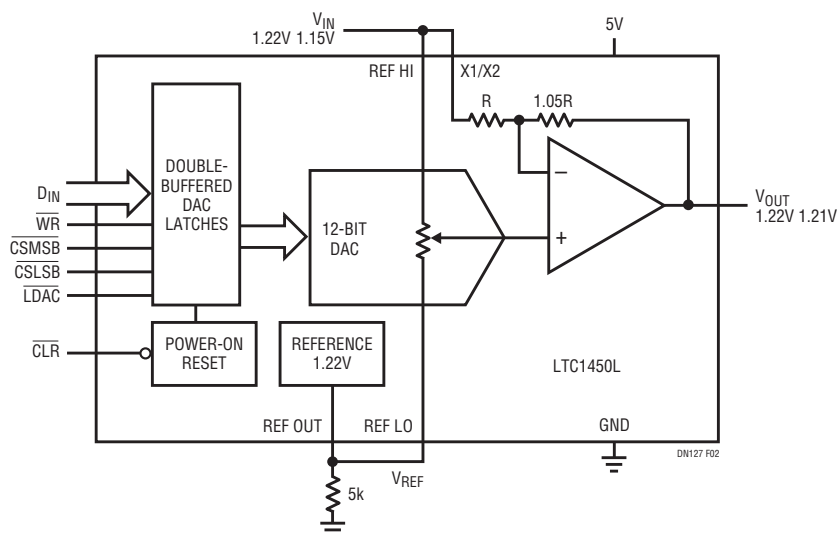 V_IN
1.22V 1.15V
5V
REF HI
X1/X2
R
1.05R
DOUBLE-
BUFFERED
DAC
LATCHES
D_IN
WR
CSMSB
CSLSB
LDAC
12-BIT
DAC
−
+
V_OUT
1.22V 1.21V
CLR
POWER-ON
RESET
REFERENCE
1.22V
LTC1450L
REF OUT
REF LO
GND
DN127 F02
V_REF
5k